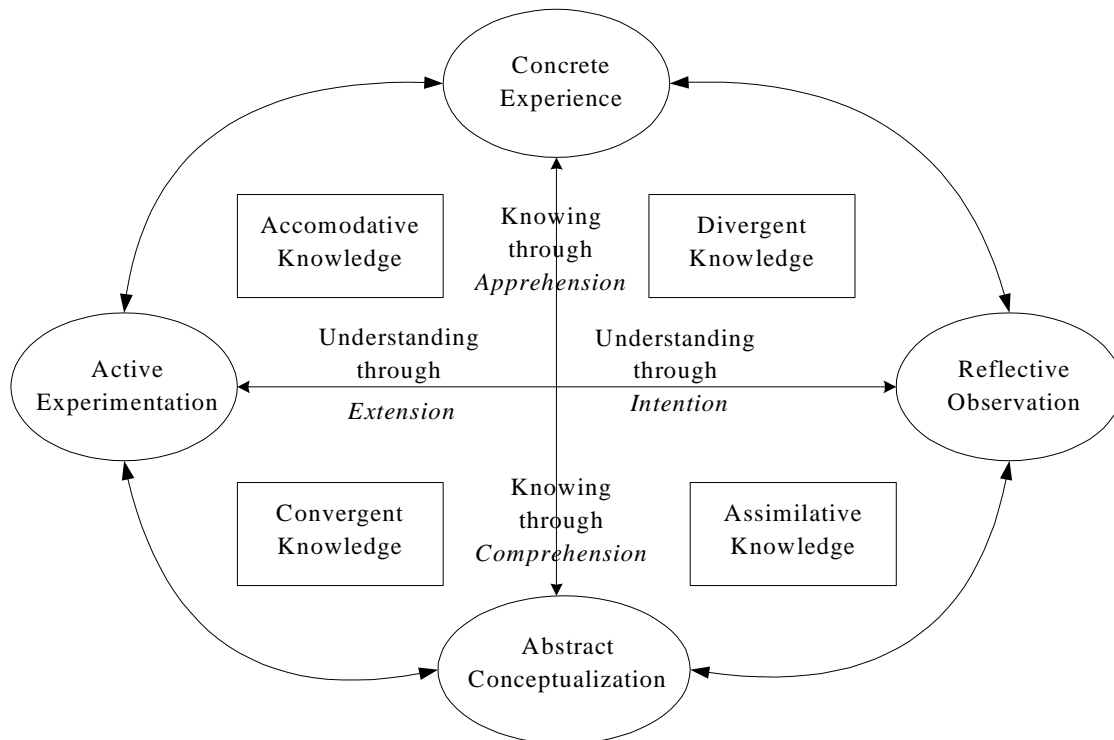 Concrete
Experience
Accomodative
Knowledge
Knowing
through
Apprehension
Divergent
Knowledge
Active
Experimentation
Understanding
through
Extension
Understanding
through
Intention
Reflective
Observation
Convergent
Knowledge
Knowing
through
Comprehension
Assimilative
Knowledge
Abstract
Conceptualization